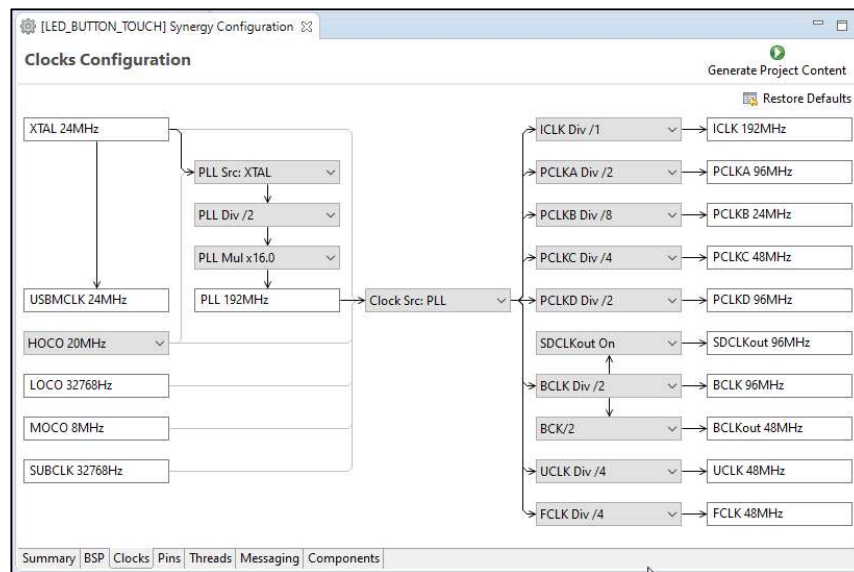 [LED_BUTTON_TOUCH] Synergy Configuration
Clocks Configuration
Generate Project Content
Restore Defaults
XTAL 24MHz
ICLK Div /1
ICLK 192MHz
PLL Src: XTAL
PCLKA Div /2
PCLKA 96MHz
PLL Div /2
PCLKB Div /8
PCLKB 24MHz
PLL Mul x16.0
PCLKC Div /4
PCLKC 48MHz
USBMCLK 24MHz
PLL 192MHz
Clock Src: PLL
PCLKD Div /2
PCLKD 96MHz
HOCO 20MHz
SDCLKout On
SDCLKout 96MHz
LOCO 32768Hz
BCLK Div /2
BCLK 96MHz
MOCO 8MHz
BCK/2
BCLKout 48MHz
SUBCLK 32768Hz
UCLK Div /4
UCLK 48MHz
FCLK Div /4
FCLK 48MHz
Summary BSP Clocks Pins Threads Messaging Components